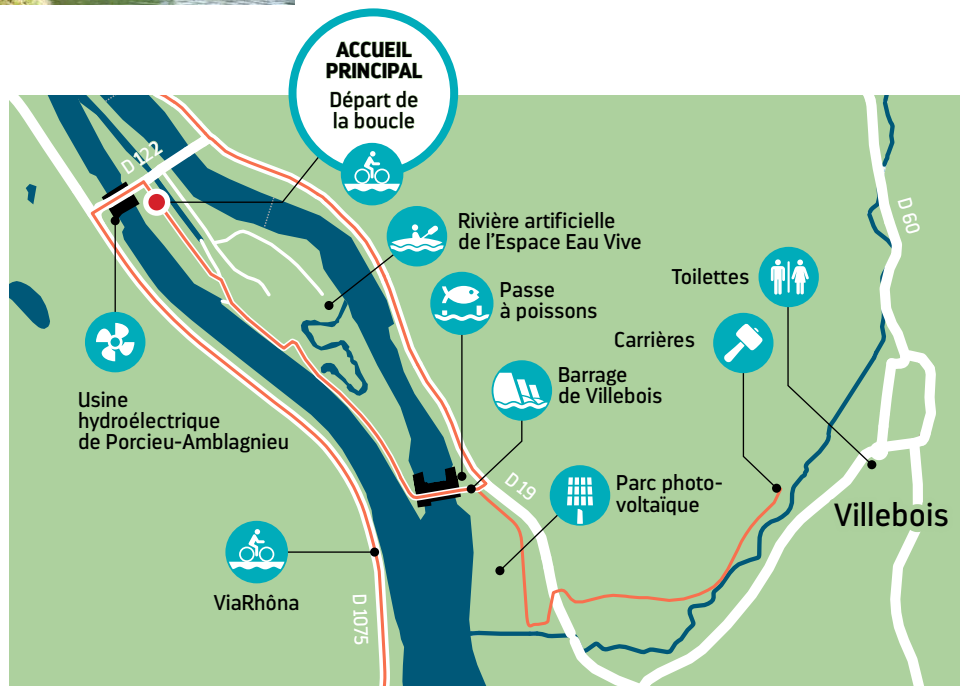 ACCUEIL
PRINCIPAL
Départ de
la boucle
D 122
Rivière artificielle
de l'Espace Eau Vive
D 60
Passe
à poissons
Toilettes
Carrières
Usine
hydroélectrique
de Porcieu-Amblagnieu
Barrage
de Villebois
D 19
Parc photo-
voltaïque
Villebois
ViaRhôna
D 1075